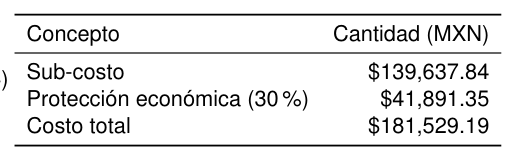 Concepto Cantidad (MXN)
) Sub-costo $139,637.84
Protección económica (30 %) $41,891.35
Costo total $181,529.19